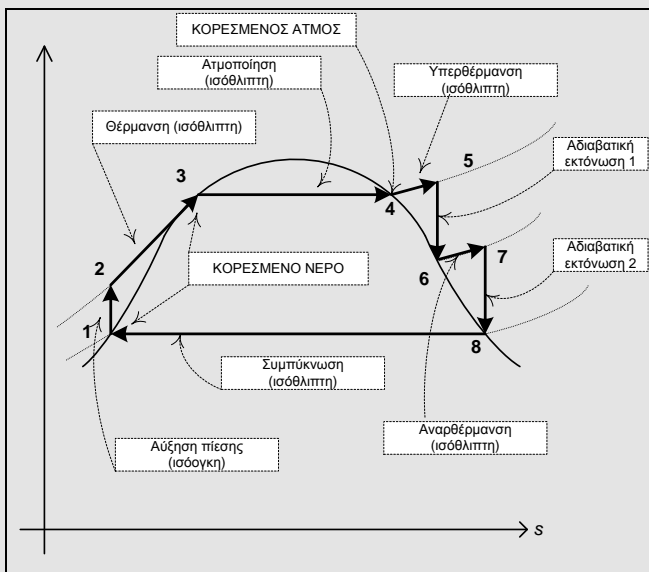 ΚΟΡΕΣΜΕΝΟΣ ΑΤΜΟΣ
Ατμοποίηση
(ισόθλιπτη)
Υπερθέρμανση
(ισόθλιπτη)
Θέρμανση (ισόθλιπτη)
Αδιαβατική
εκτόνωση 1
5
3
4
2
6
7
ΚΟΡΕΣΜΕΝΟ ΝΕΡΟ
Αδιαβατική
εκτόνωση 2
1
8
Συμπύκνωση
(ισόθλιπτη)
Αναρθέρμανση
(ισόθλιπτη)
Αύξηση πίεσης
(ισόογκη)
s